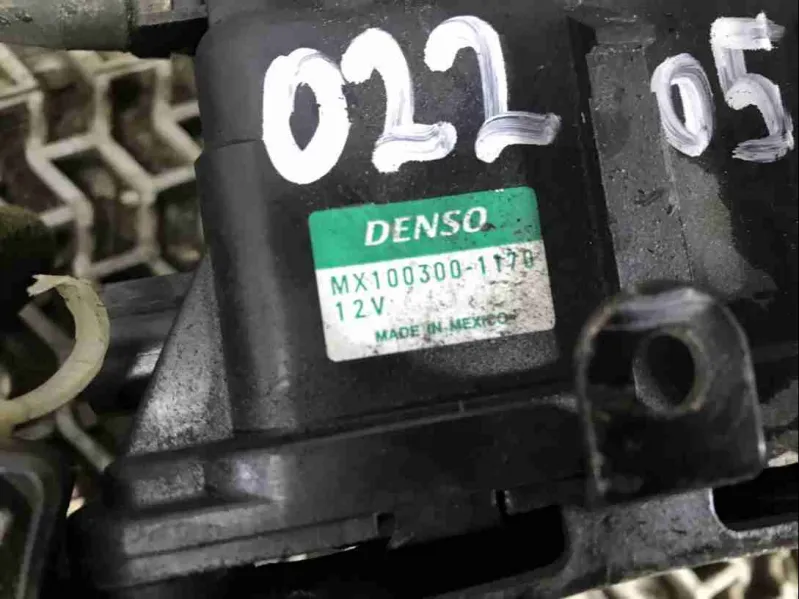 022 05
DENSO
MX100300-1170
12V
MADE IN MEXICO